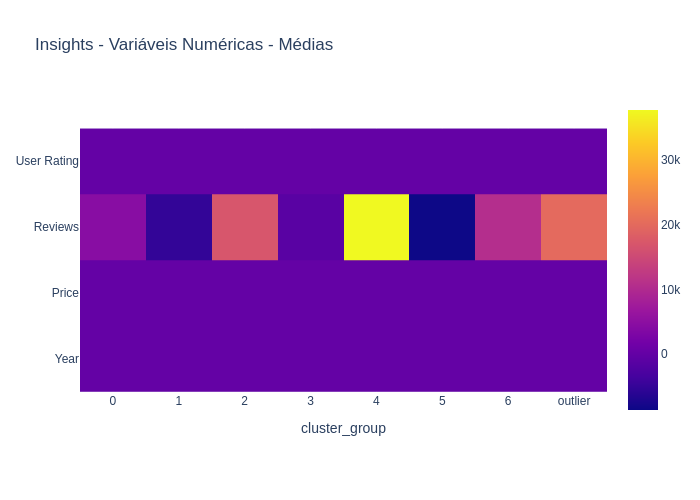 Insights - Variáveis Numéricas - Médias
User Rating
Reviews
Price
Year
0 1 2 3 4 5 6 outlier
cluster_group
30k
20k
10k
0